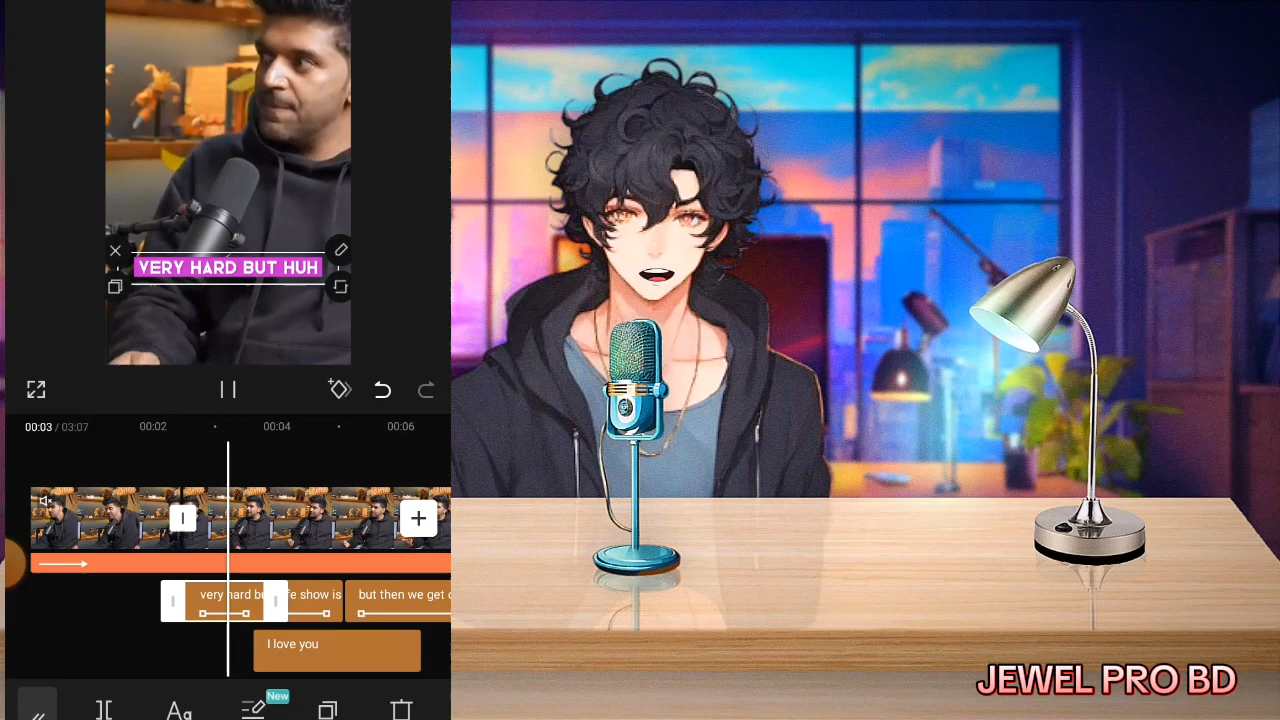 VERY HARD BUT HUH
00:03 / 03:07
00:02
00:04
00:06
very hard bu
fe show is
but then we get
I love you
New
Aa
JEWEL PRO BD